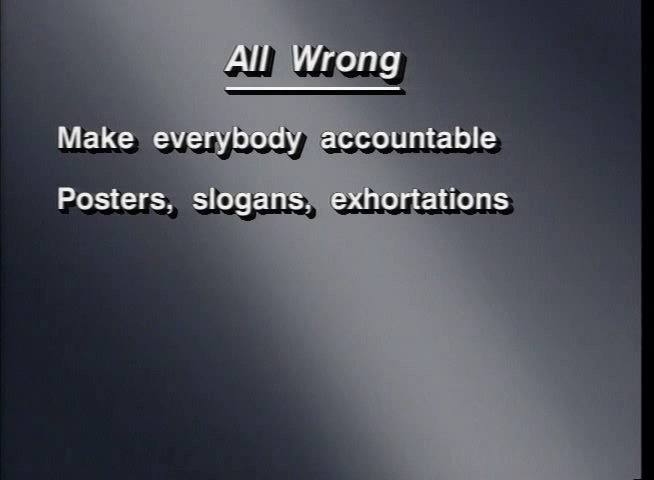 All Wrong
Make everybody accountable
Posters, slogans, exhortations